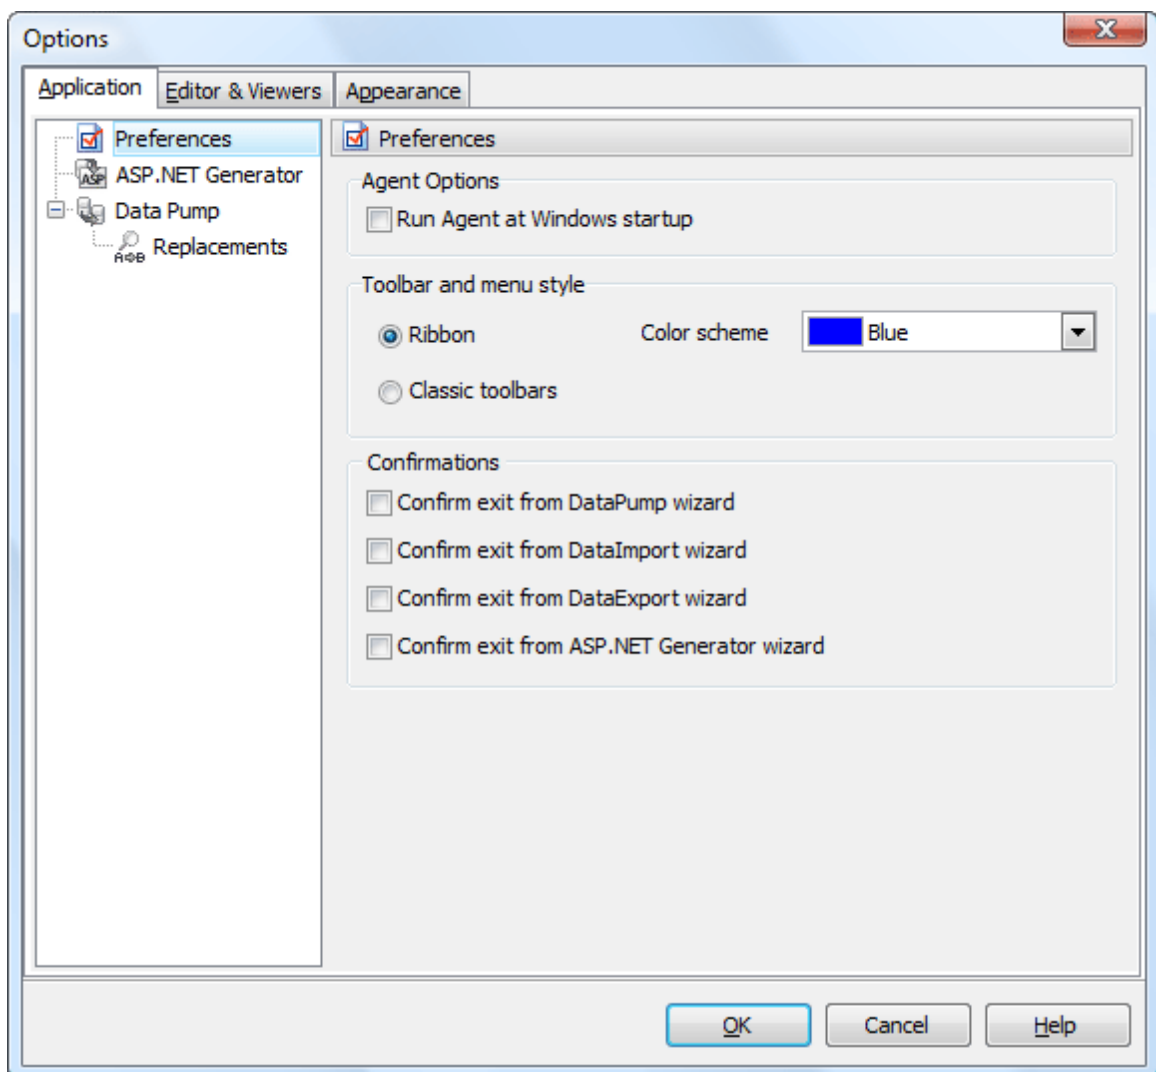 Options
Application Editor & Viewers Appearance
Preferences
ASP.NET Generator
Data Pump
Replacements
Preferences
Agent Options
Run Agent at Windows startup
Toolbar and menu style
Ribbon Color scheme Blue
Classic toolbars
Confirmations
Confirm exit from DataPump wizard
Confirm exit from DataImport wizard
Confirm exit from DataExport wizard
Confirm exit from ASP.NET Generator wizard
OK Cancel Help